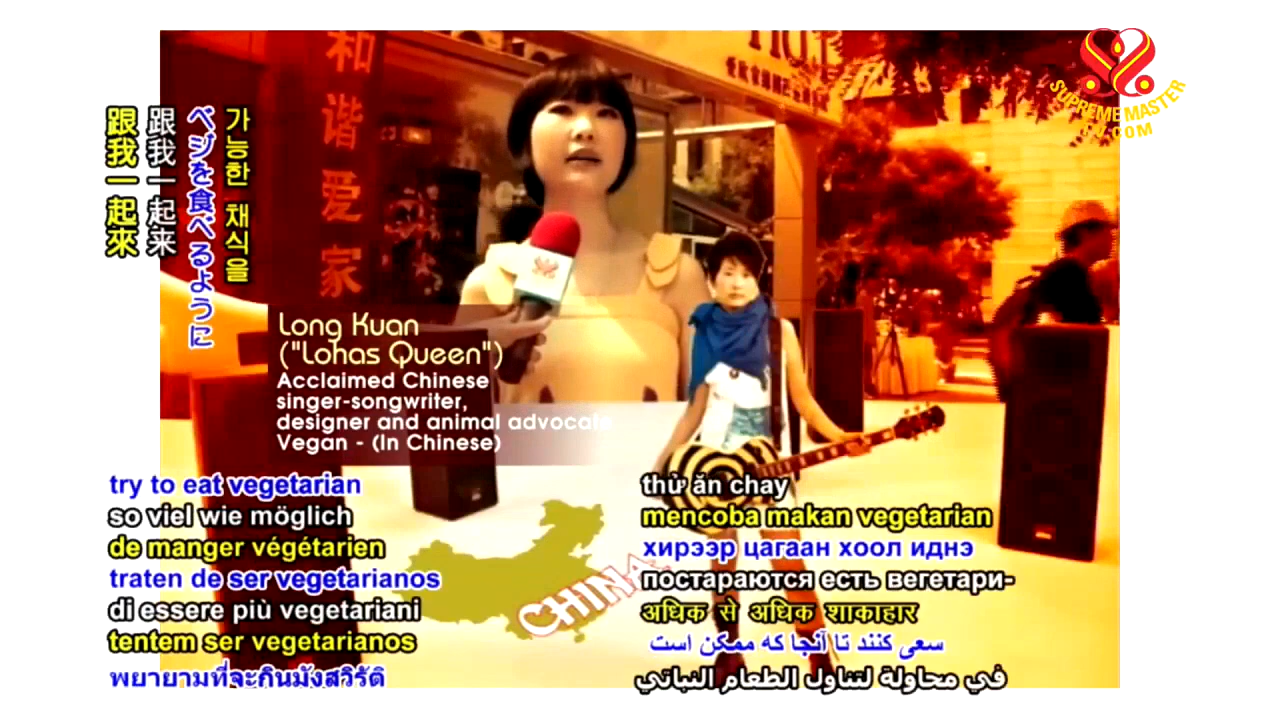 SUPREME MASTER
TV.COM
和谐爱家
가능한 채식을
ベジを食べるように
跟我一起来
跟我一起來
Long Kuan
("Lohas Queen")
Acclaimed Chinese
singer-songwriter,
designer and animal advocate
Vegan - (In Chinese)
CHINA
try to eat vegetarian
so viel wie möglich
de manger végétarien
traten de ser vegetarianos
di essere più vegetariani
tentem ser vegetarianos
พยายามที่จะกินมังสวิรัติ
thử ăn chay
mencoba makan vegetarian
хирээр цагаан хоол иднэ
постараются есть вегетари-
अधिक से अधिक शाकाहार
سعی کنند تا آنجا که ممکن است
في محاولة لتناول الطعام النباتي